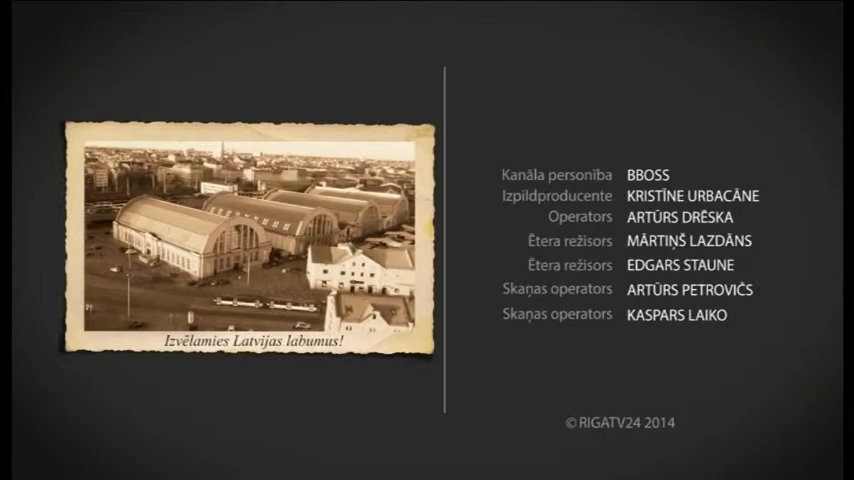 Izvēlamies Latvijas labumus!
Kanāla personība BBOSS
Izpildproducente KRISTĪNE URBACĀNE
Operators ARTŪRS DRĒSKA
Ētera režisors MĀRTIŅŠ LAZDĀNS
Ētera režisors EDGARS STAUNE
Skaņas operators ARTŪRS PETROVIČS
Skaņas operators KASPARS LAIKO
© RIGATV24 2014